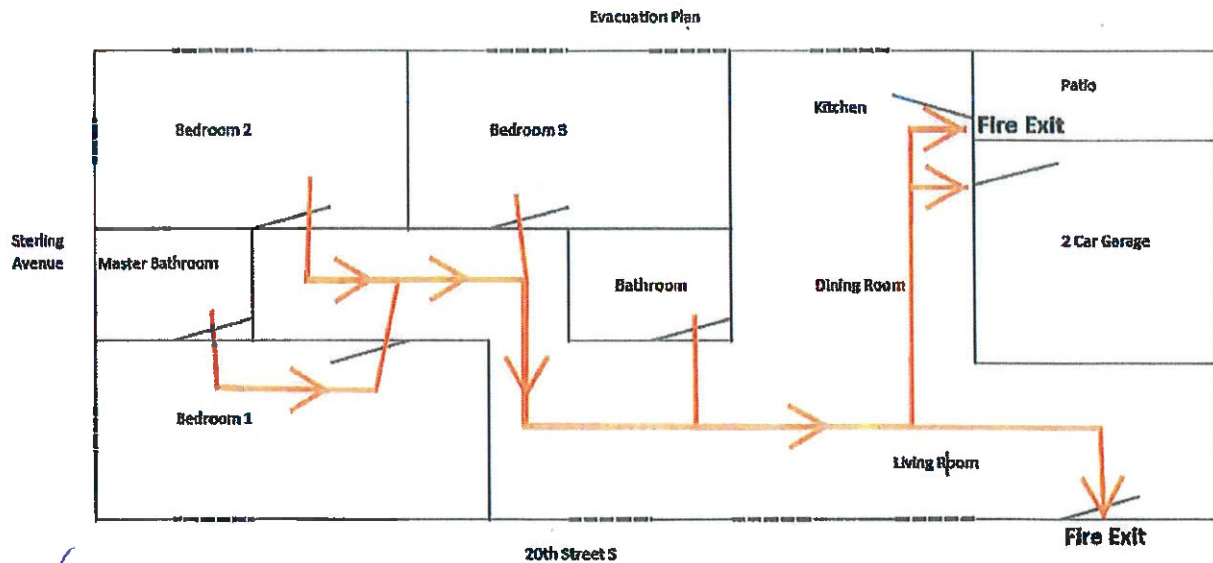 Evacuation Plan
Patio
Kitchen
Bedroom 2
Bedroom 3
Fire Exit
Sterling
Avenue
Master Bathroom
2 Car Garage
Bathroom
Dining Room
Bedroom 1
Living Room
Fire Exit
20th Street S